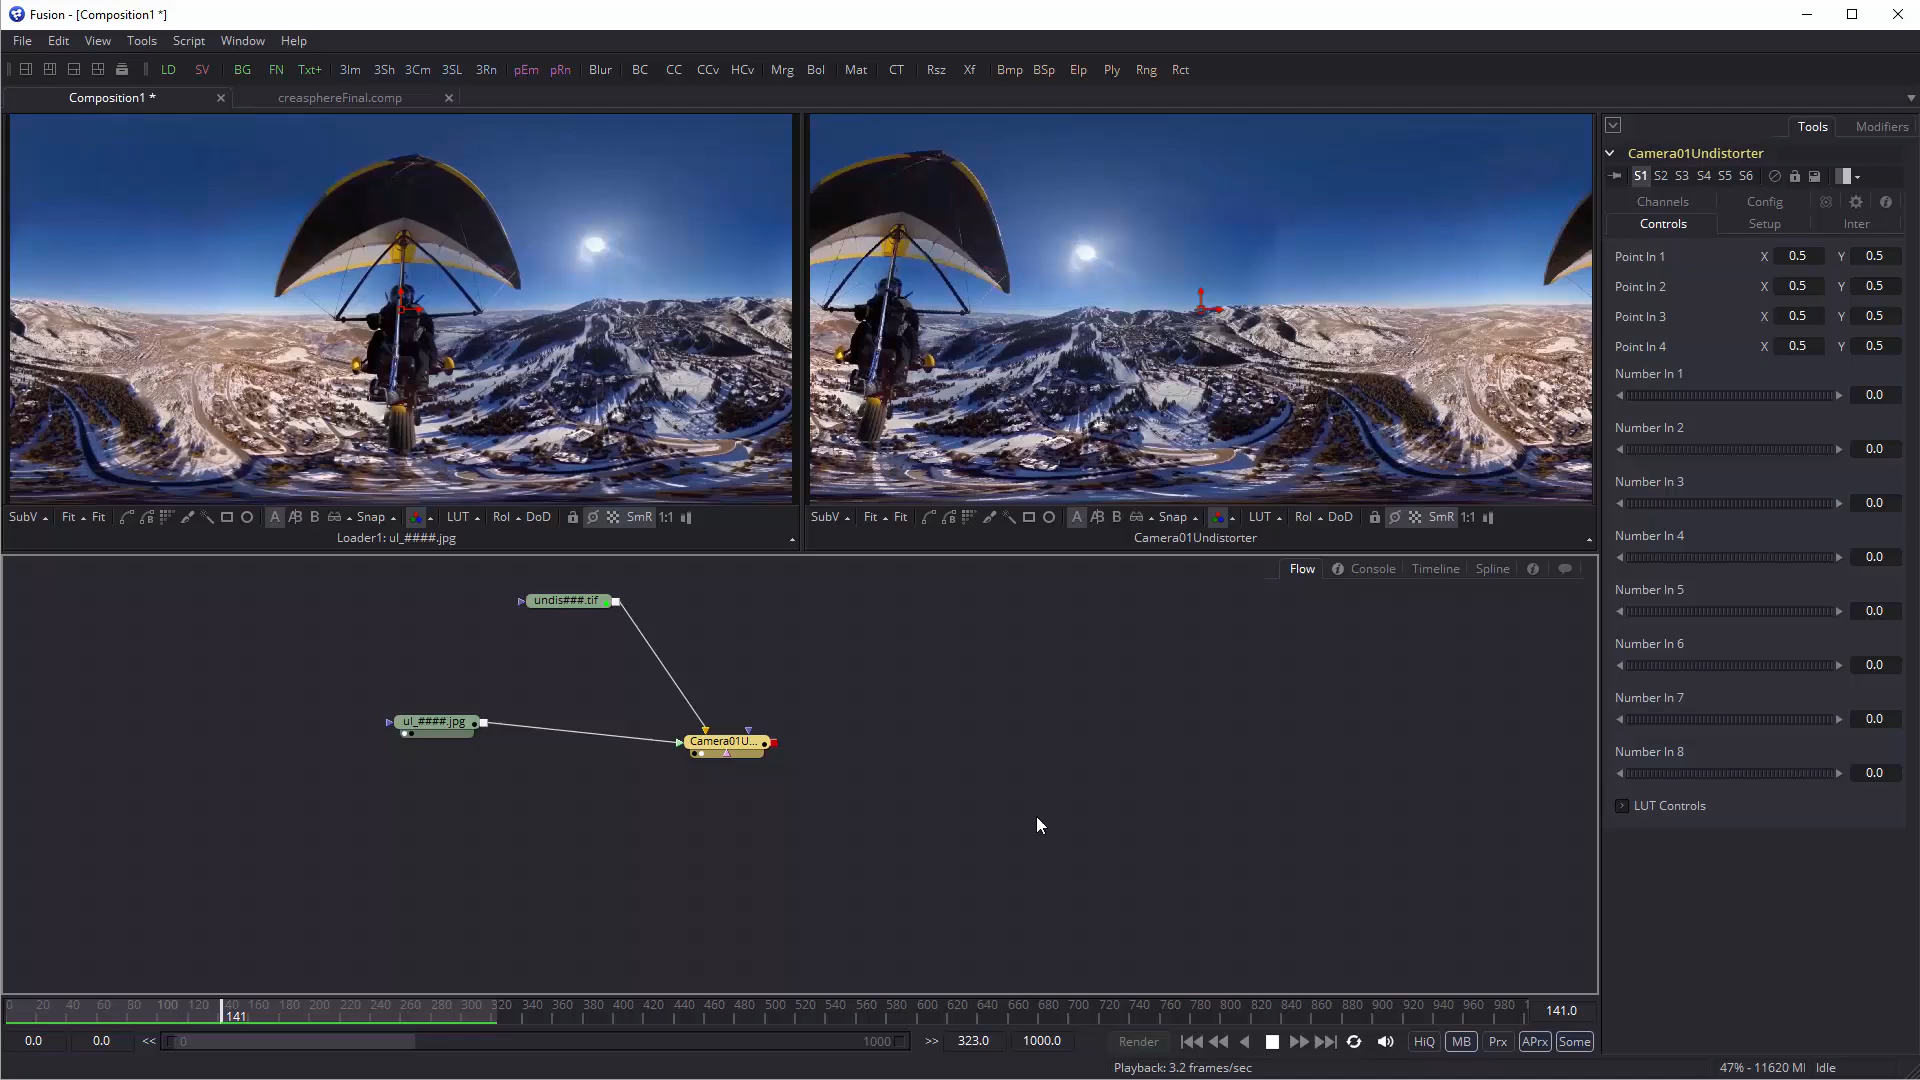 Fusion - [Composition1 *]
File Edit View Tools Script Window Help
LD SV BG FN Txt+ 3Im 3Sh 3Cm 3SL 3Rn pEm pRn Blur BC CC CCv HCv Mrg Bol Mat CT Rsz Xf Bmp BSp Elp Ply Rng Rct
Composition1 * creasphereFinal.comp
Tools Modifiers
Camera01Undistorter
S1 S2 S3 S4 S5 S6
Channels Config
Controls Setup Inter
Point In 1 X 0.5 Y 0.5
Point In 2 X 0.5 Y 0.5
Point In 3 X 0.5 Y 0.5
Point In 4 X 0.5 Y 0.5
Number In 1
0.0
Number In 2
0.0
Number In 3
0.0
Number In 4
0.0
Number In 5
0.0
Number In 6
0.0
Number In 7
0.0
Number In 8
0.0
LUT Controls
SubV Fit Fit A B Snap LUT RoI DoD SmR 1:1
Loader1: ul_####.jpg
SubV Fit Fit A B Snap LUT RoI DoD SmR 1:1
Camera01Undistorter
Flow Console Timeline Spline
undis###.tif
ul_####.jpg
Camera01U...
0 20 40 60 80 100 120 140 160 180 200 220 240 260 280 300 320 340 360 380 400 420 440 460 480 500 520 540 560 580 600 620 640 660 680 700 720 740 760 780 800 820 840 860 880 900 920 940 960 980 1
141
141.0
0.0 0.0 << 0 1000 >> 323.0 1000.0 Render HiQ MB Prx APrx Some
Playback: 3.2 frames/sec
47% - 11620 MI Idle